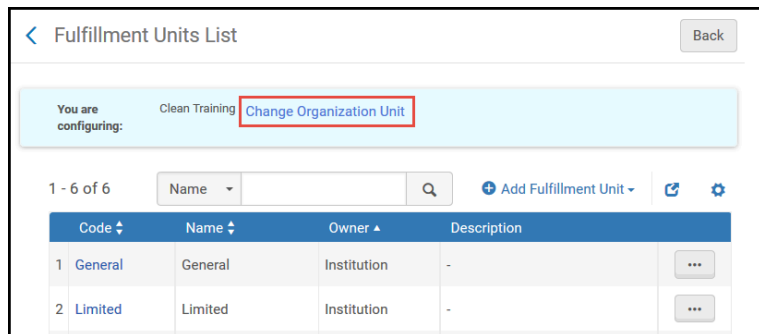 Fulfillment Units List Back
You are configuring: Clean Training Change Organization Unit
1 - 6 of 6 Name Add Fulfillment Unit
Code Name Owner Description
1 General General Institution -
2 Limited Limited Institution -